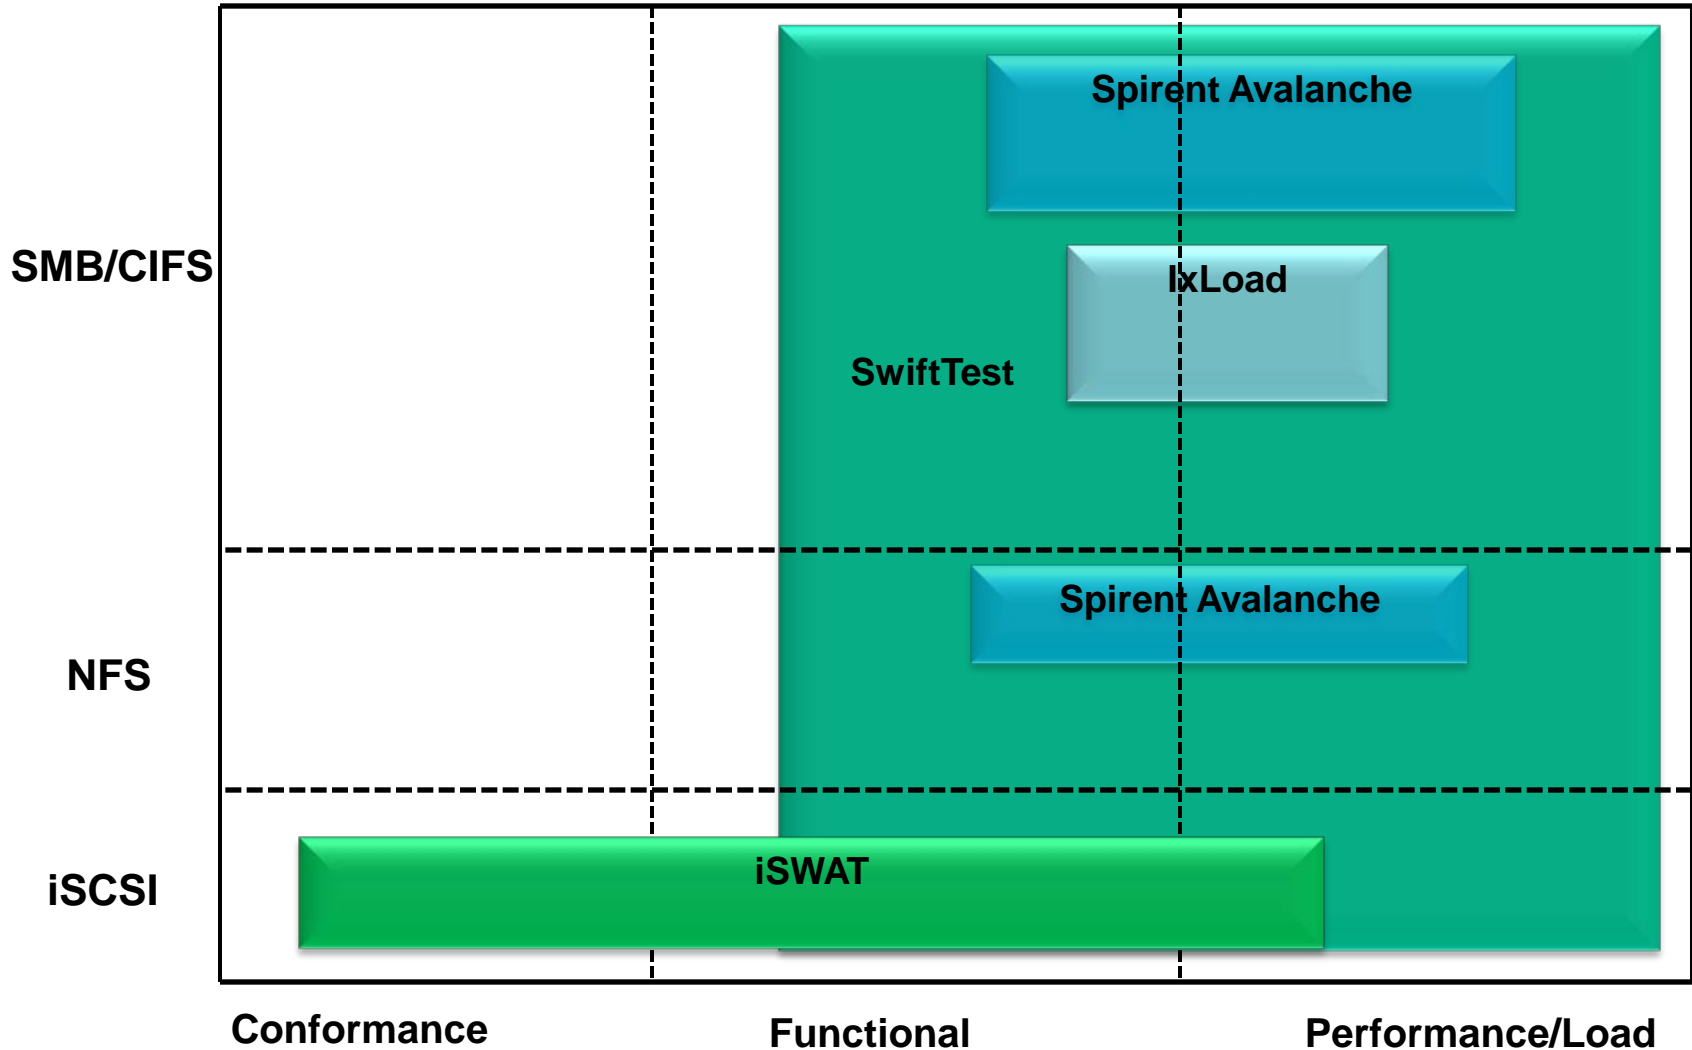 Spirent Avalanche
SMB/CIFS
IxLoad
SwiftTest
Spirent Avalanche
NFS
iSWAT
iSCSI
Conformance
Functional
Performance/Load